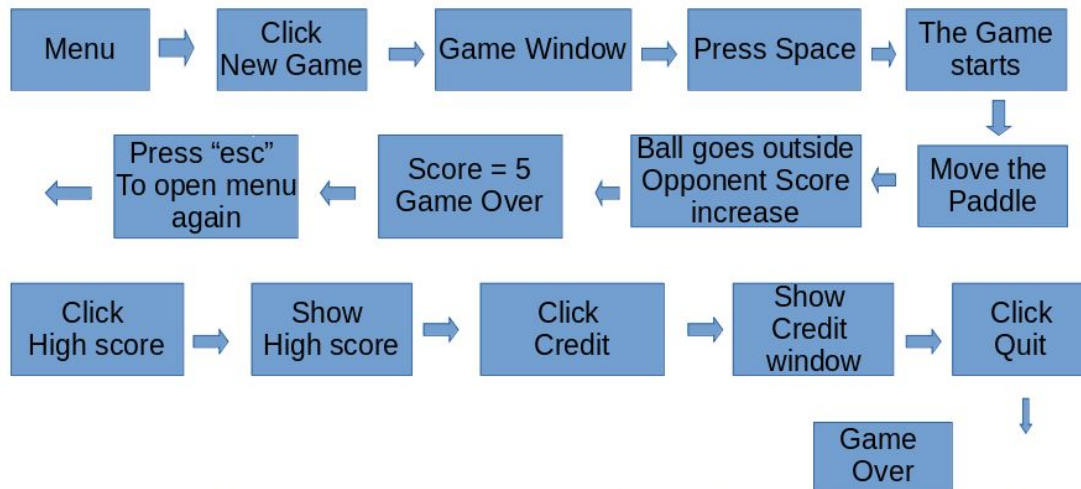 Menu
Click
New Game
Game Window
Press Space
The Game
starts
Move the
Paddle
Ball goes outside
Opponent Score
increase
Score = 5
Game Over
Press “esc”
To open menu
again
Click
High score
Show
High score
Click
Credit
Show
Credit
window
Click
Quit
Game
Over